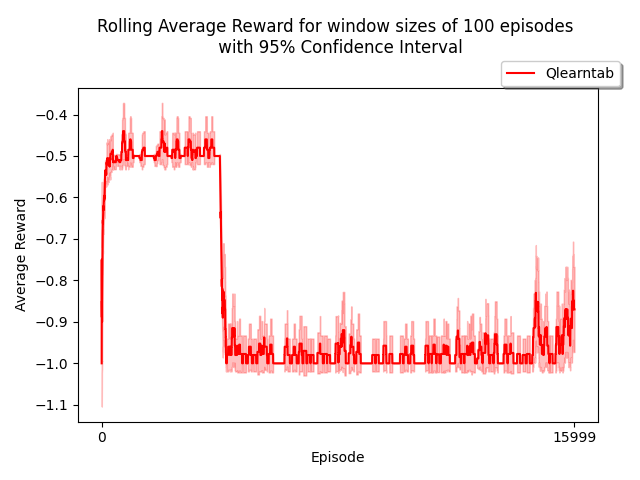 Rolling Average Reward for window sizes of 100 episodes
with 95% Confidence Interval
Qlearntab
Average Reward
−0.4
−0.5
−0.6
−0.7
−0.8
−0.9
−1.0
−1.1
0
15999
Episode